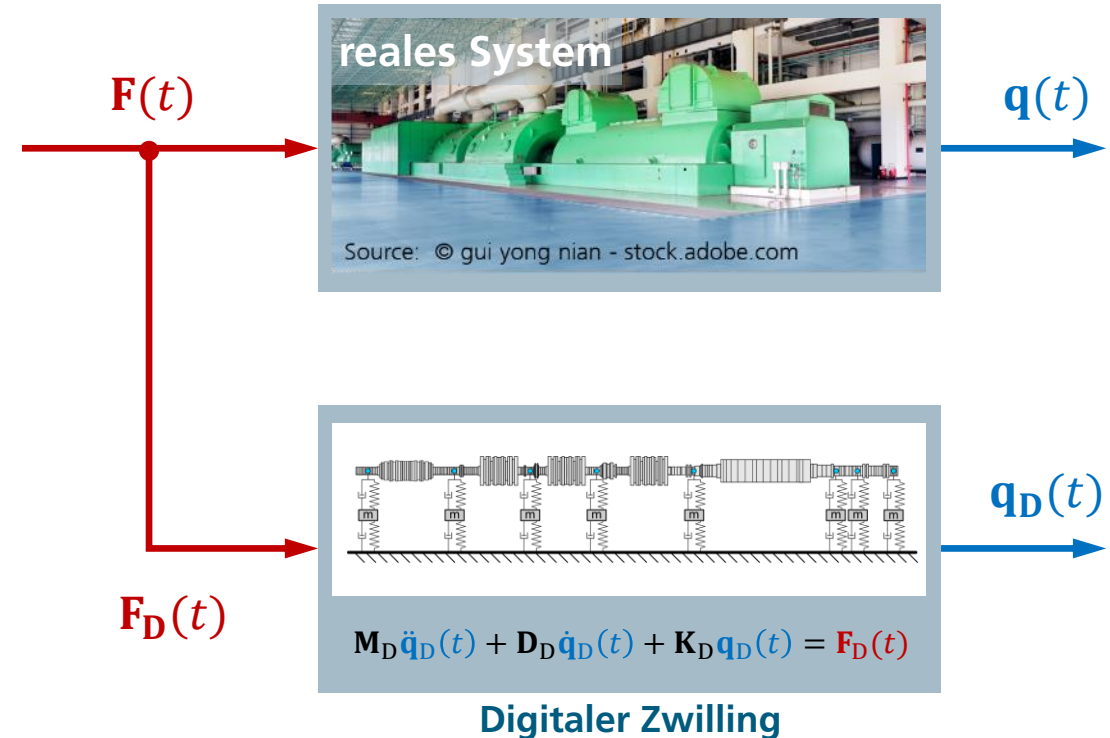 reales System
F(t)
q(t)
Source: © gui yong nian - stock.adobe.com
q_D(t)
m m m m m m m m
F_D(t)
M_D q̈_D(t) + D_D q̇_D(t) + K_D q_D(t) = F_D(t)
Digitaler Zwilling